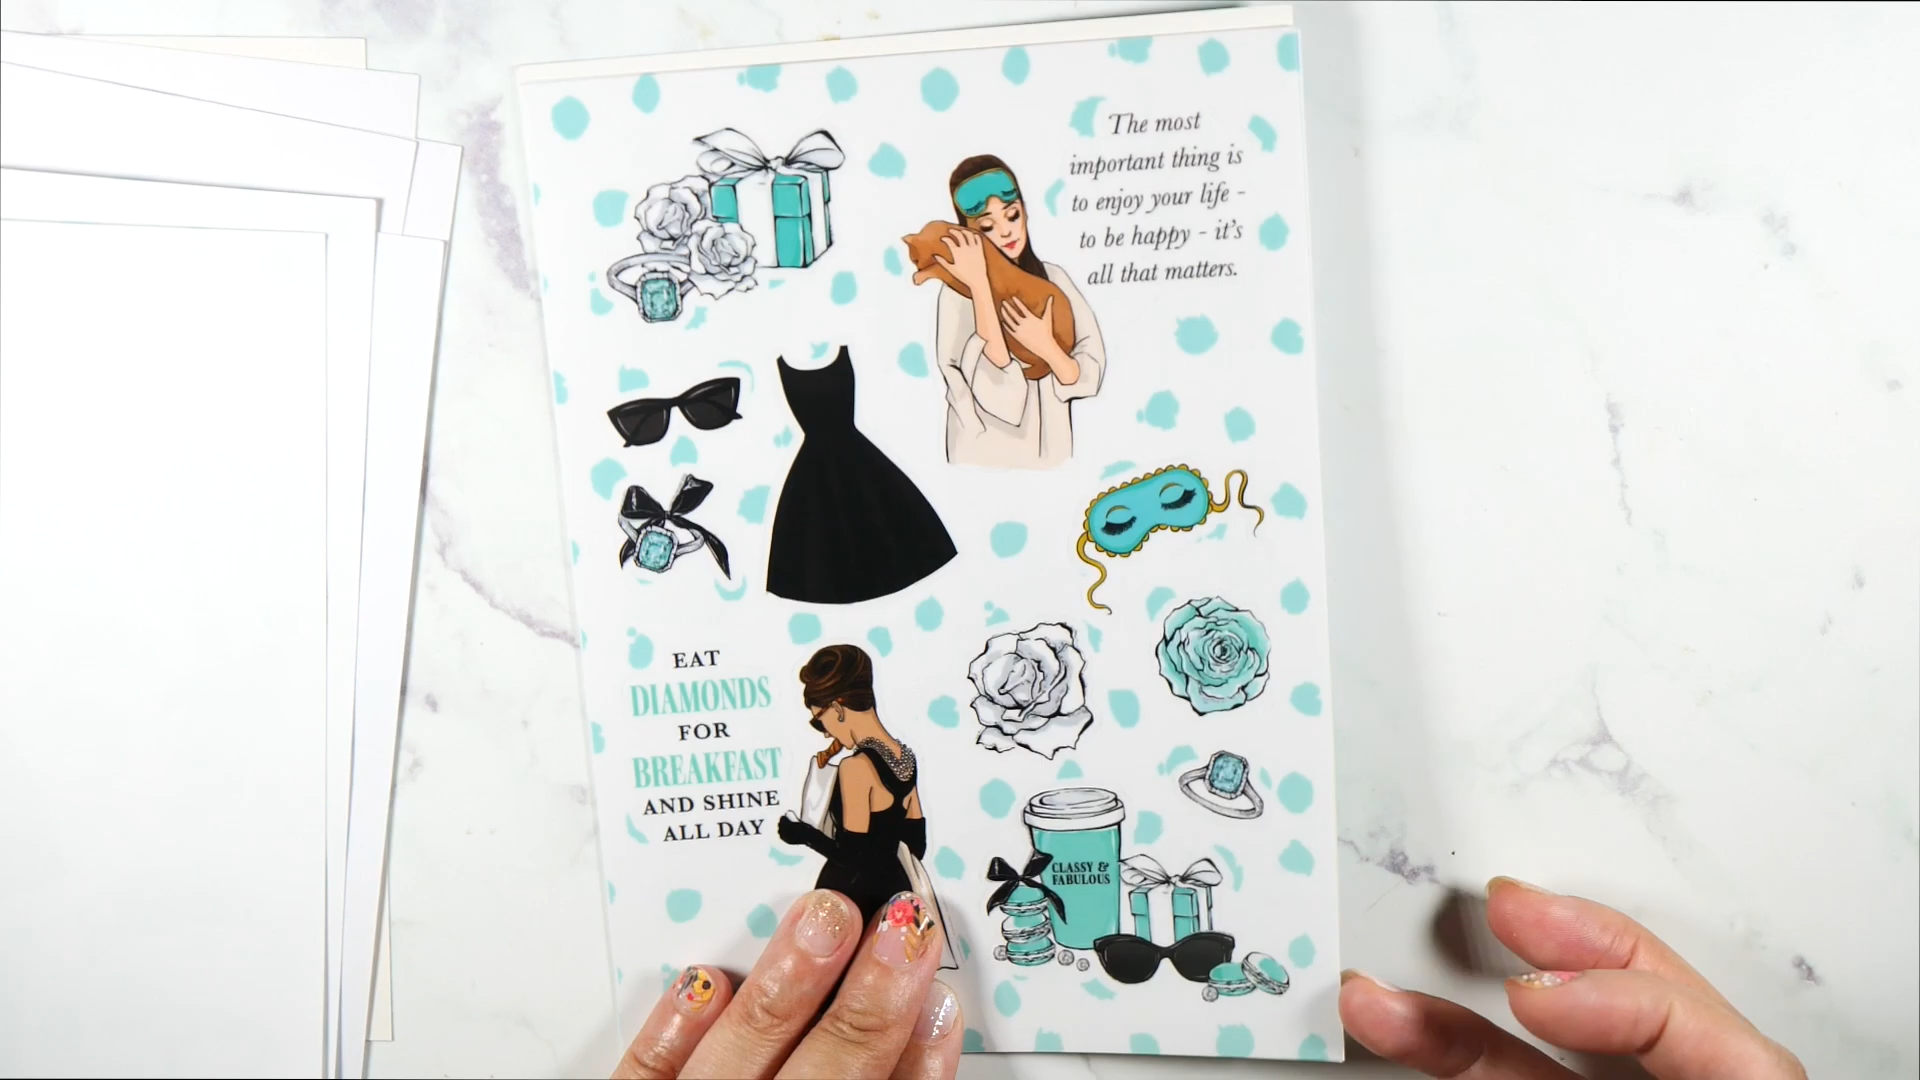 The most
important thing is
to enjoy your life -
to be happy - it's
all that matters.
EAT
DIAMONDS
FOR
BREAKFAST
AND SHINE
ALL DAY
CLASSY &
FABULOUS